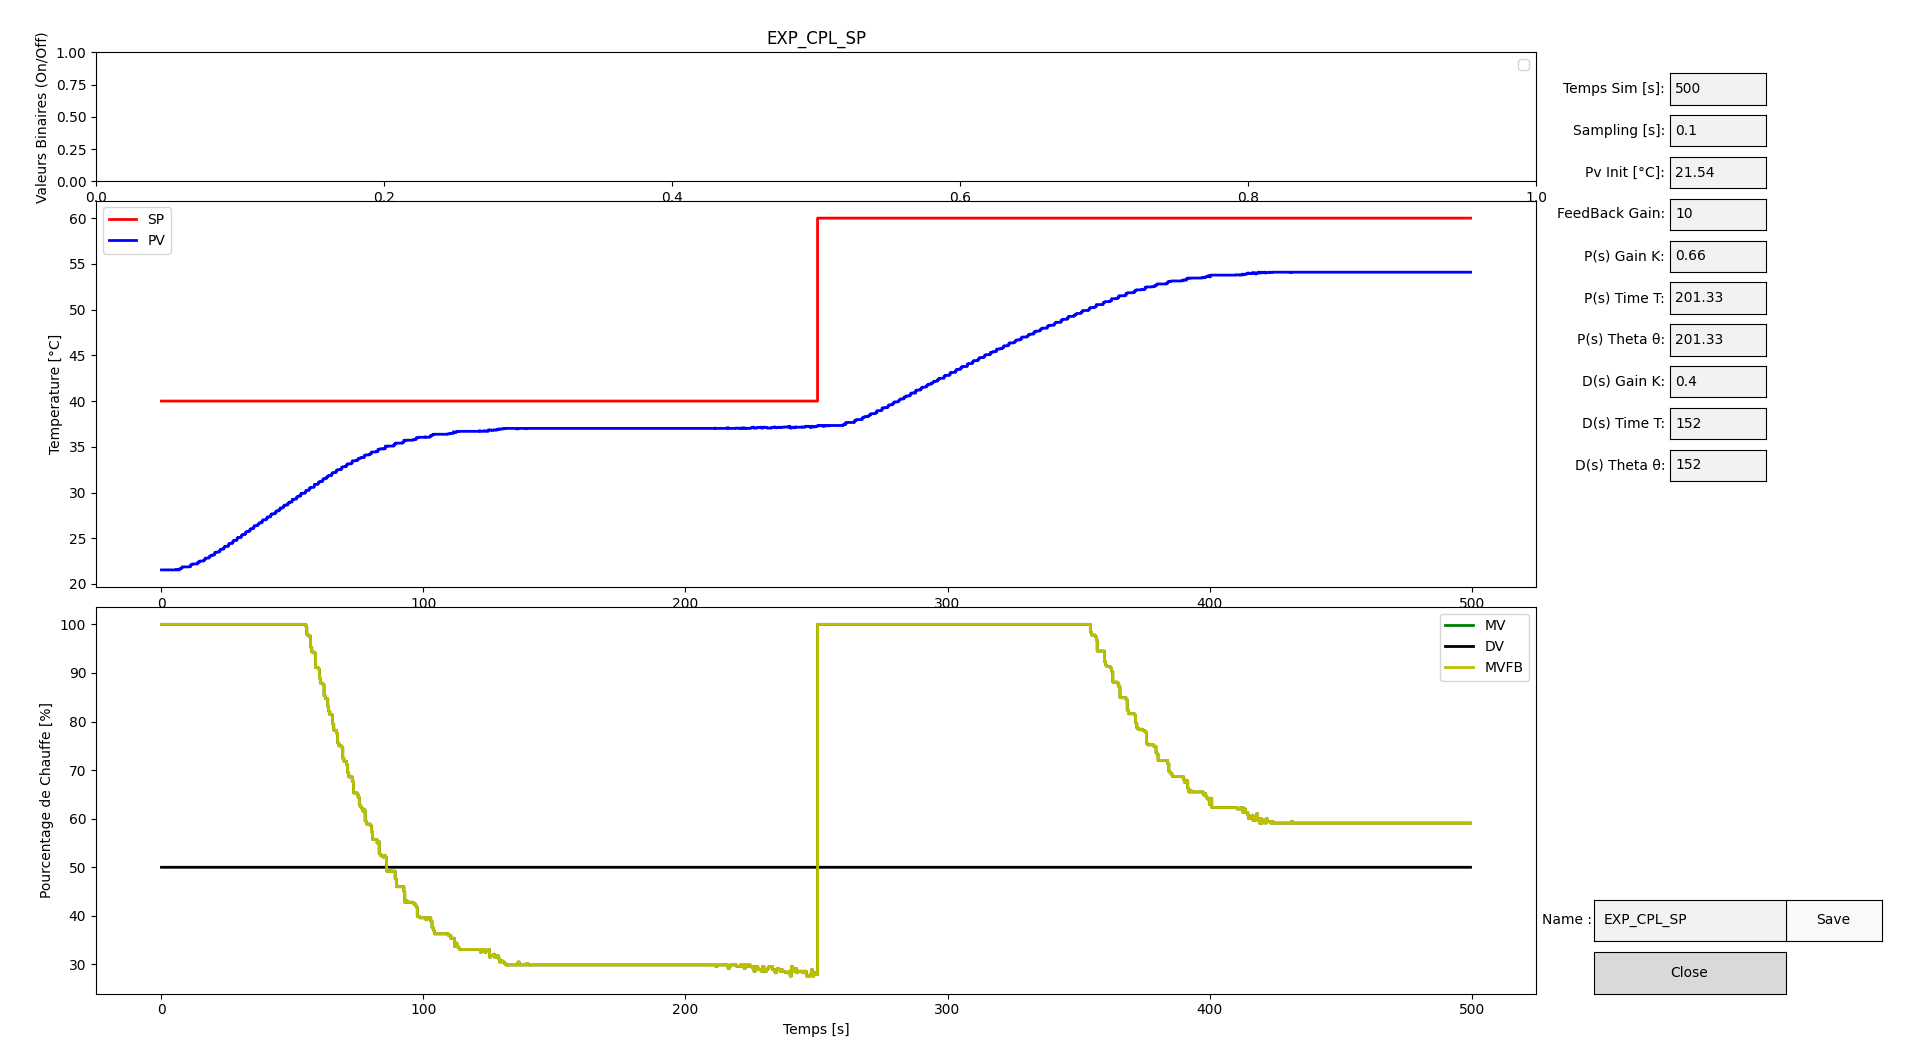 EXP_CPL_SP
Valeurs Binaires (On/Off)
1.00
0.75
0.50
0.25
0.00
0.0 0.2 0.4 0.6 0.8 1.0
Temperature [°C]
60
55
50
45
40
35
30
25
20
SP
PV
0 100 200 300 400 500
Pourcentage de Chauffe [%]
100
90
80
70
60
50
40
30
MV
DV
MVFB
0 100 200 300 400 500
Temps [s]
Temps Sim [s]: 500
Sampling [s]: 0.1
Pv Init [°C]: 21.54
FeedBack Gain: 10
P(s) Gain K: 0.66
P(s) Time T: 201.33
P(s) Theta θ: 201.33
D(s) Gain K: 0.4
D(s) Time T: 152
D(s) Theta θ: 152
Name : EXP_CPL_SP Save
Close